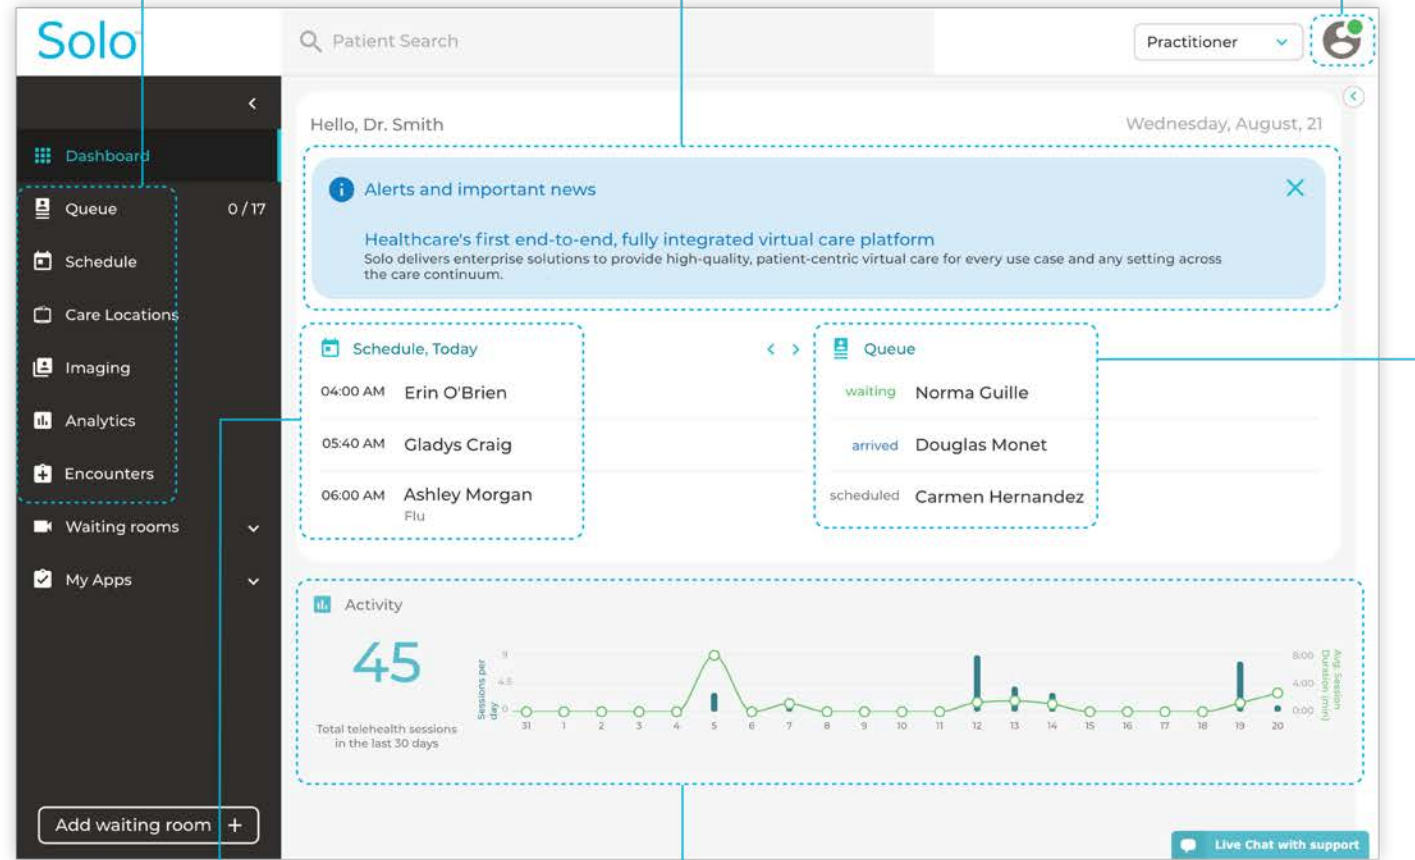 Solo
Patient Search
Practitioner
Dashboard
Queue 0 / 17
Schedule
Care Locations
Imaging
Analytics
Encounters
Waiting rooms
My Apps
Add waiting room +
Hello, Dr. Smith
Wednesday, August, 21
Alerts and important news
Healthcare's first end-to-end, fully integrated virtual care platform
Solo delivers enterprise solutions to provide high-quality, patient-centric virtual care for every use case and any setting across
the care continuum.
Schedule, Today
04:00 AM Erin O'Brien
05:40 AM Gladys Craig
06:00 AM Ashley Morgan
Flu
Queue
waiting Norma Guille
arrived Douglas Monet
scheduled Carmen Hernandez
Activity
45
Total telehealth sessions
in the last 30 days
Sessions per
day
9
4.5
0
31 1 2 3 4 5 6 7 8 9 10 11 12 13 14 15 16 17 18 19 20
8:00
4:00
0:00
Avg. Session
Duration (min)
Live Chat with support